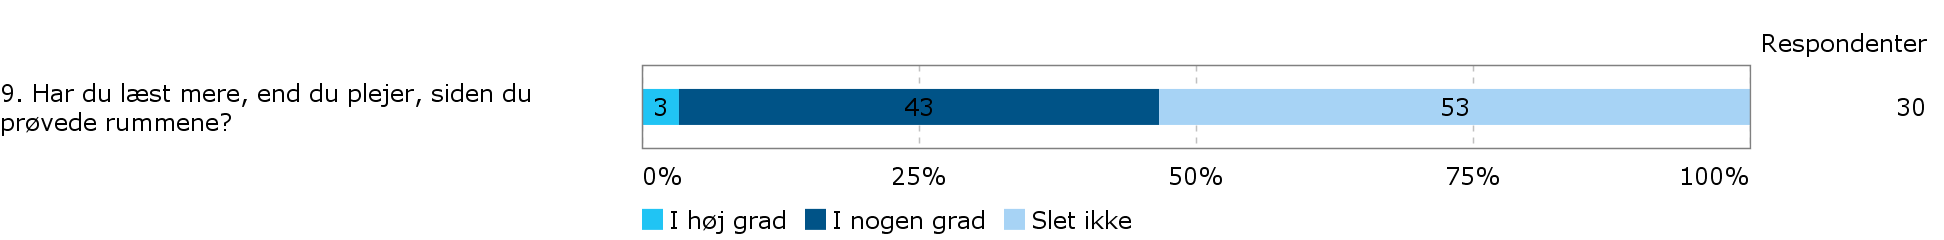 Respondenter
9. Har du læst mere, end du plejer, siden du
prøvede rummene?
3 43 53 30
0% 25% 50% 75% 100%
I høj grad I nogen grad Slet ikke